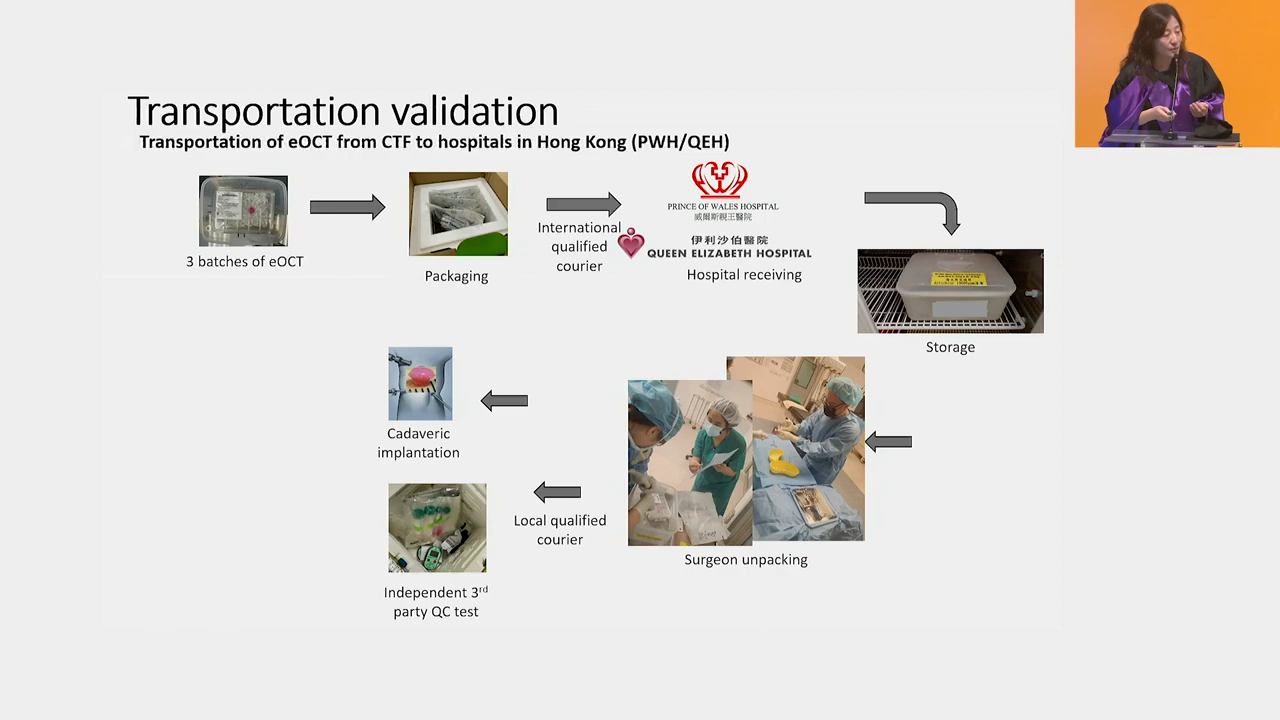 Transportation validation
Transportation of eOCT from CTF to hospitals in Hong Kong (PWH/QEH)
3 batches of eOCT
Packaging
International
qualified
courier
PRINCE OF WALES HOSPITAL
威爾斯親王醫院
伊利沙伯醫院
QUEEN ELIZABETH HOSPITAL
Hospital receiving
Storage
Cadaveric
implantation
Local qualified
courier
Surgeon unpacking
Independent 3rd
party QC test